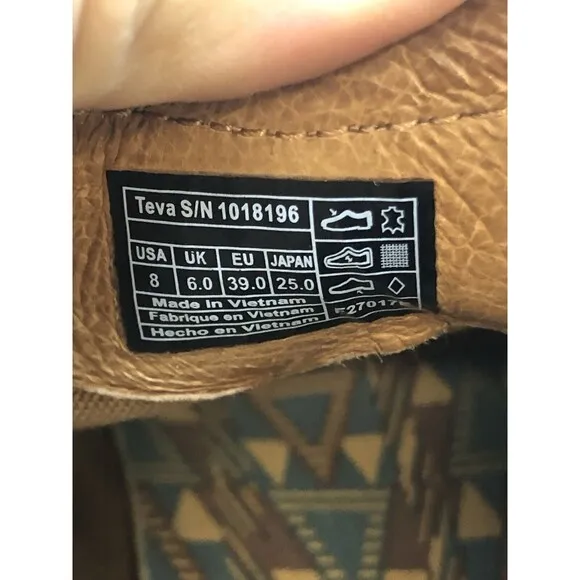 Teva S/N 1018196
USA UK EU JAPAN
8 6.0 39.0 25.0
Made in Vietnam
Fabrique en Vietnam
Hecho en Vietnam